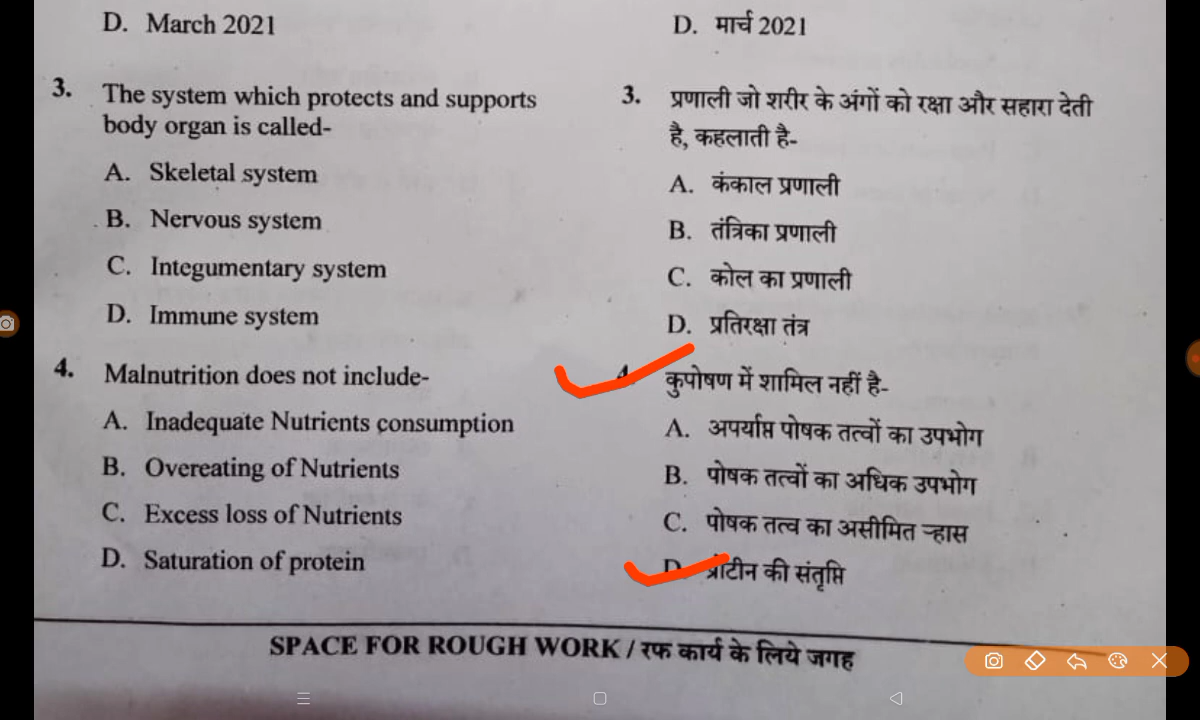 D. March 2021
3. The system which protects and supports
body organ is called-
A. Skeletal system
B. Nervous system
C. Integumentary system
D. Immune system
4. Malnutrition does not include-
A. Inadequate Nutrients consumption
B. Overeating of Nutrients
C. Excess loss of Nutrients
D. Saturation of protein
D. मार्च 2021
3. प्रणाली जो शरीर के अंगों को रक्षा और सहारा देती
है, कहलाती है-
A. कंकाल प्रणाली
B. तंत्रिका प्रणाली
C. कोल का प्रणाली
D. प्रतिरक्षा तंत्र
4. कुपोषण में शामिल नहीं है-
A. अपर्याप्त पोषक तत्वों का उपभोग
B. पोषक तत्वों का अधिक उपभोग
C. पोषक तत्व का असीमित ऱ्हास
D. प्रोटीन की संतृप्ति
SPACE FOR ROUGH WORK / रफ कार्य के लिये जगह